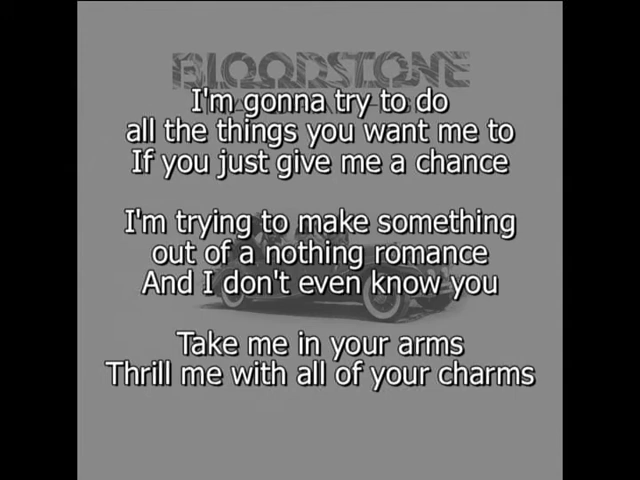 BLOODSTONE
I'm gonna try to do
all the things you want me to
If you just give me a chance
I'm trying to make something
out of a nothing romance
And I don't even know you
Take me in your arms
Thrill me with all of your charms